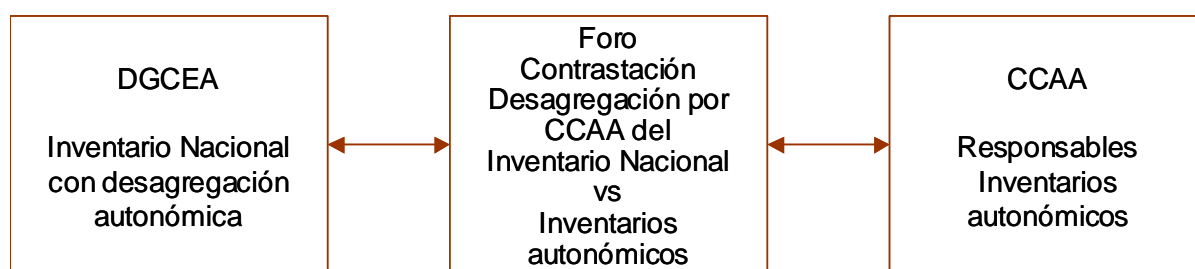 DGCEA
Inventario Nacional
con desagregación
autonómica
Foro
Contrastación
Desagregación por
CCAA del
Inventario Nacional
vs
Inventarios
autonómicos
CCAA
Responsables
Inventarios
autonómicos